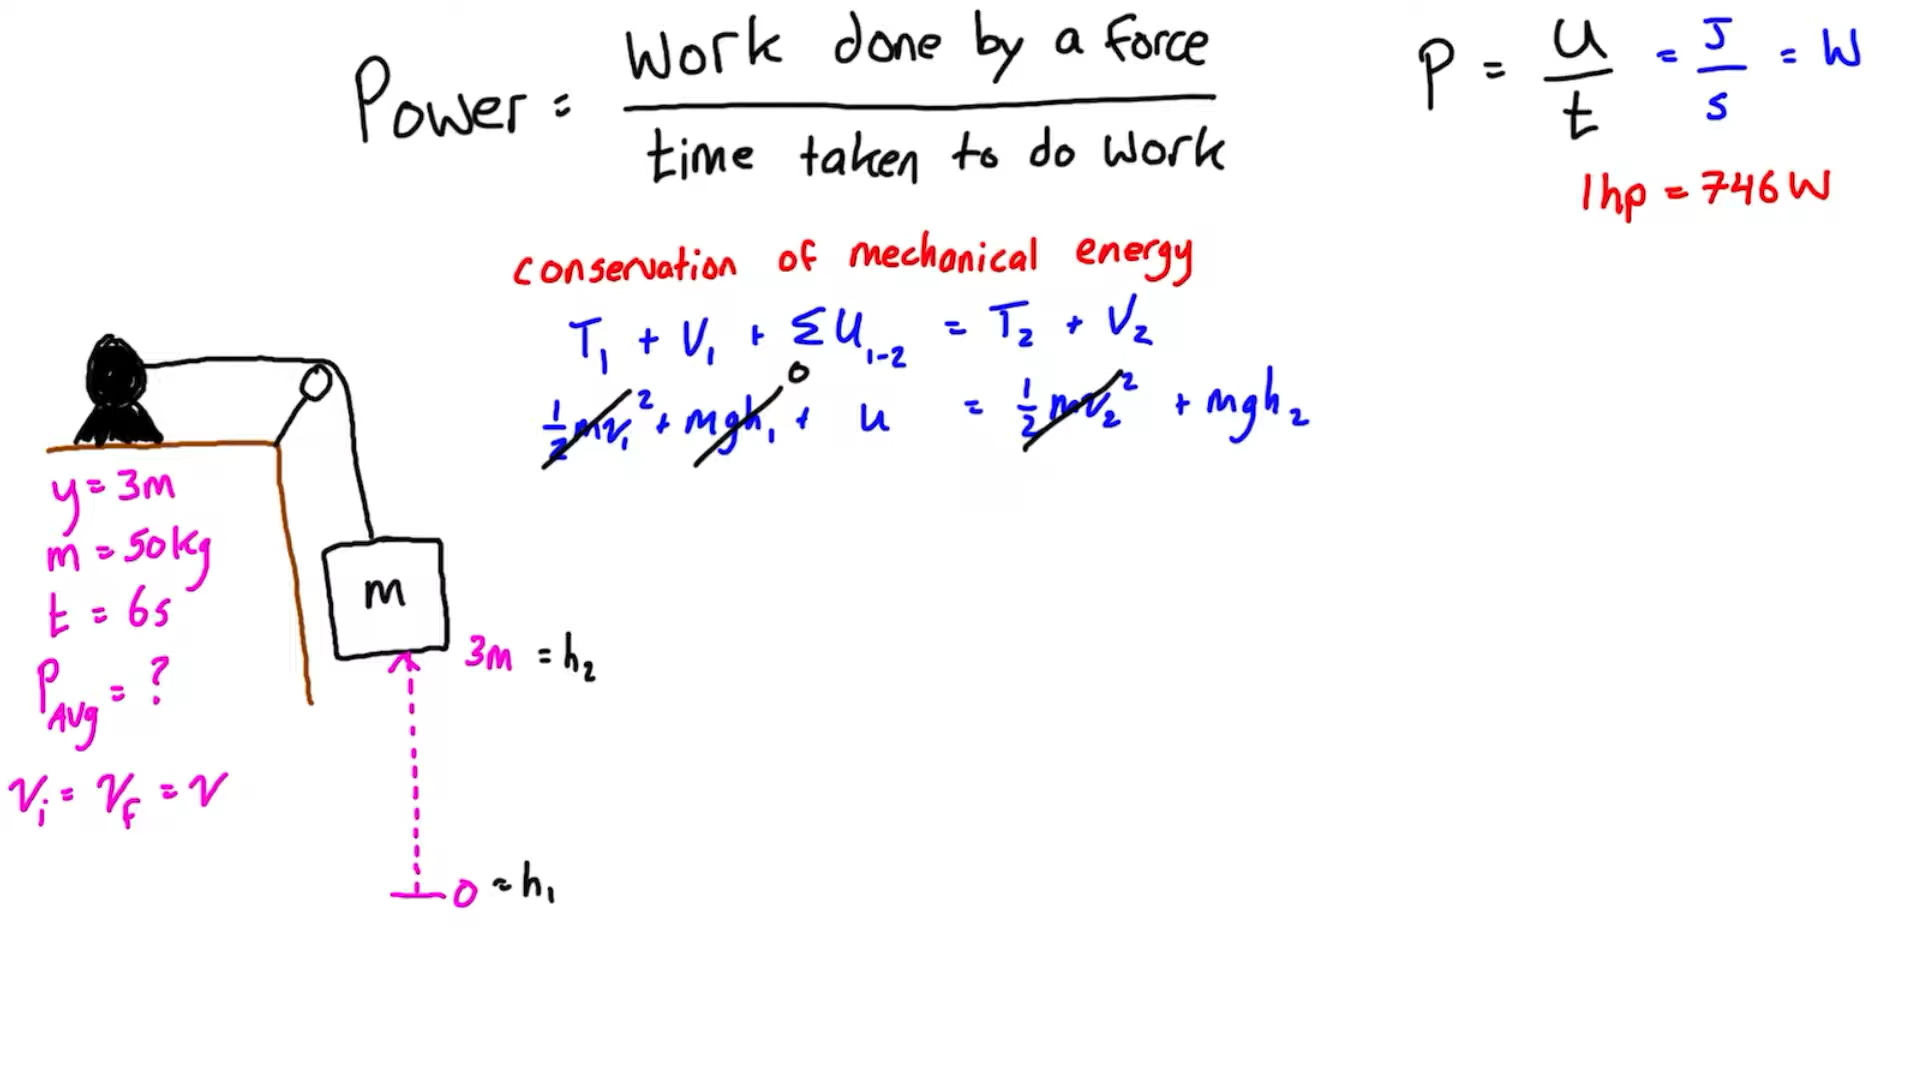 Power = Work done by a force / time taken to do work
P = U / t = J / s = W
1hp = 746W
conservation of mechanical energy
T₁ + V₁ + ΣU₁₋₂ = T₂ + V₂
0
½mv₁² + mgh₁ + U = ½mv₂² + mgh₂
y = 3m
m = 50kg
t = 6s
P_Avg = ?
v_i = v_f = v
m
3m = h₂
0 = h₁